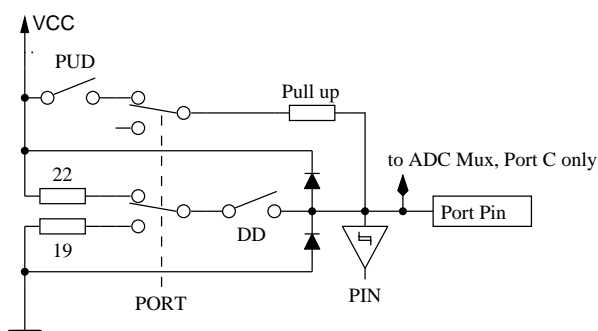 VCC
PUD
Pull up
to ADC Mux, Port C only
22
Port Pin
DD
19
PIN
PORT